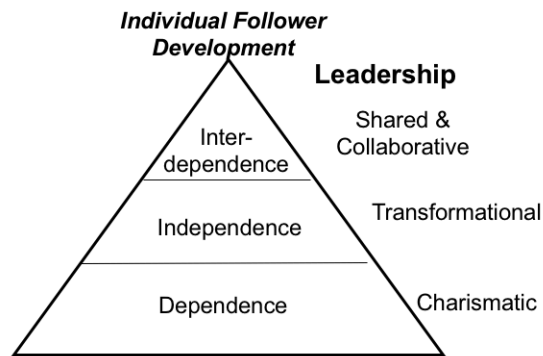 Individual Follower
Development
Leadership
Shared &
Collaborative
Inter-
dependence
Transformational
Independence
Charismatic
Dependence